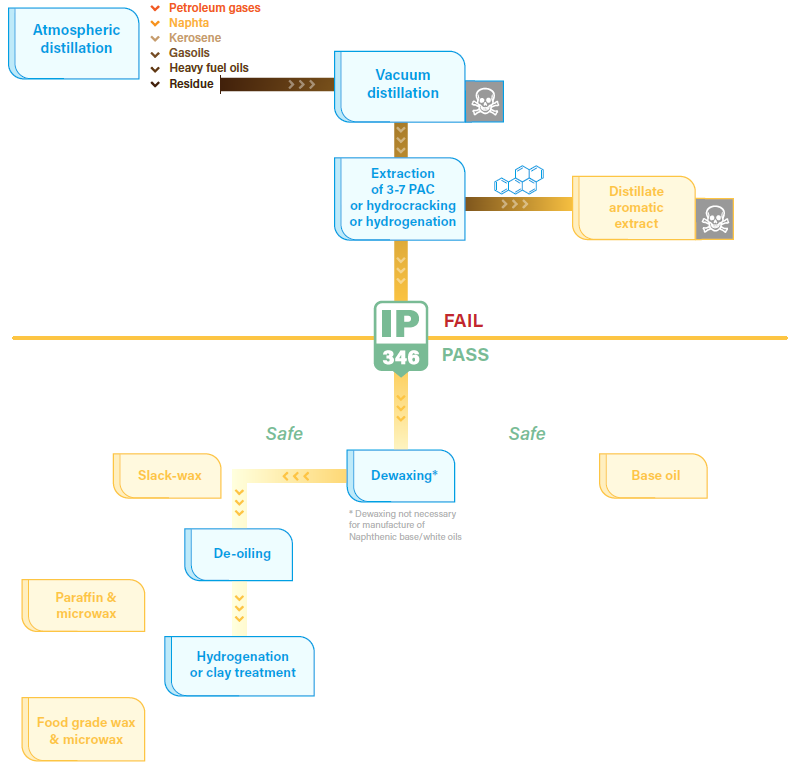 Atmospheric
distillation
Petroleum gases
Naphta
Kerosene
Gasoils
Heavy fuel oils
Residue
Vacuum
distillation
Extraction
of 3-7 PAC
or hydrocracking
or hydrogenation
Distillate
aromatic
extract
IP
346
FAIL
PASS
Safe
Safe
Slack-wax
Dewaxing*
Base oil
* Dewaxing not necessary
for manufacture of
Naphthenic base/white oils
De-oiling
Paraffin &
microwax
Hydrogenation
or clay treatment
Food grade wax
& microwax